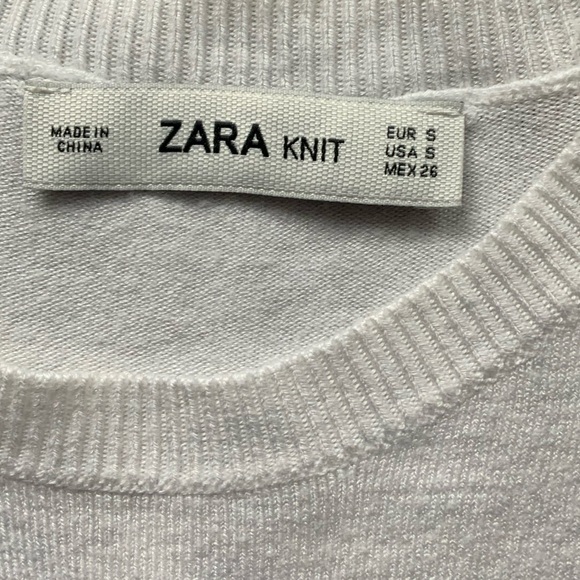 MADE IN
CHINA
ZARA KNIT
EUR S
USA S
MEX 26